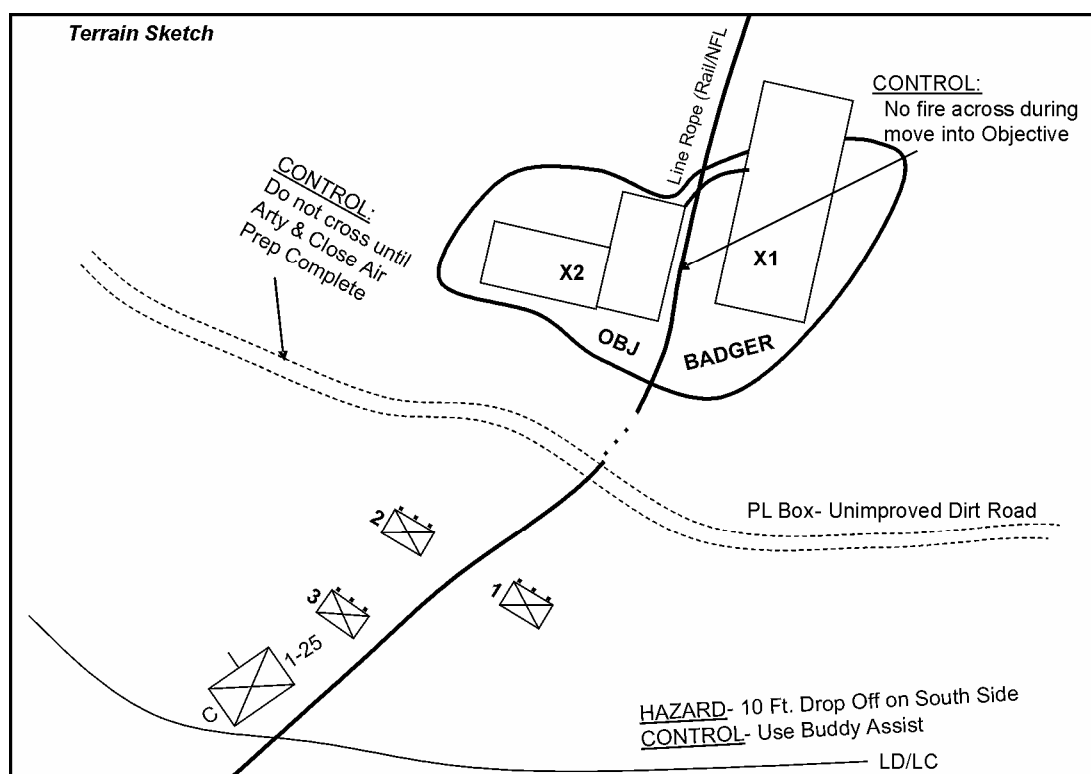 Terrain Sketch
Line Rope (Rail/NFL
CONTROL:
No fire across during
move into Objective
CONTROL:
Do not cross until
Arty & Close Air
Prep Complete
X2
X1
OBJ
BADGER
PL Box- Unimproved Dirt Road
2
3
1
1-25
C
HAZARD- 10 Ft. Drop Off on South Side
CONTROL- Use Buddy Assist
LD/LC